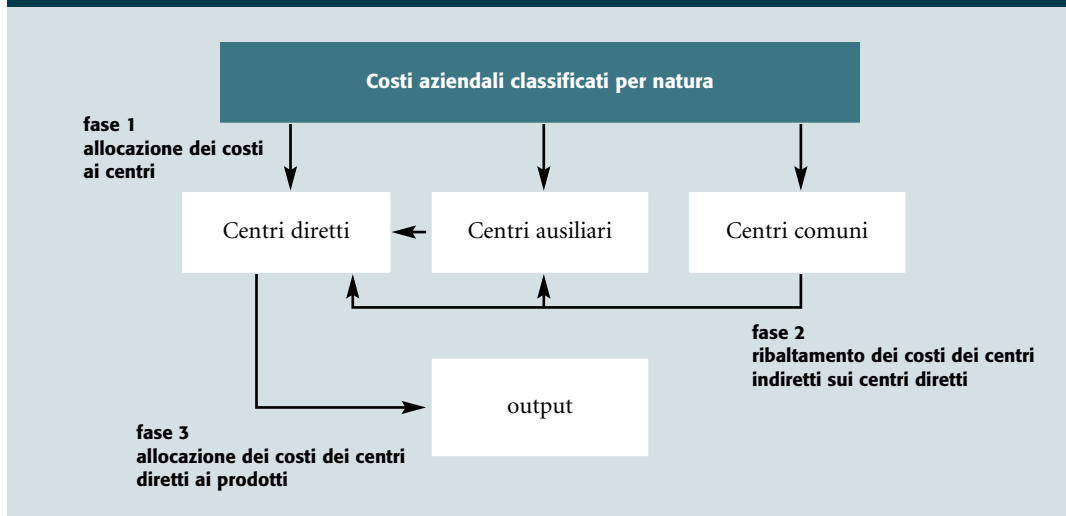 Costi aziendali classificati per natura
fase 1
allocazione dei costi
ai centri
Centri diretti
Centri ausiliari
Centri comuni
fase 2
ribaltamento dei costi dei centri
indiretti sui centri diretti
output
fase 3
allocazione dei costi dei centri
diretti ai prodotti